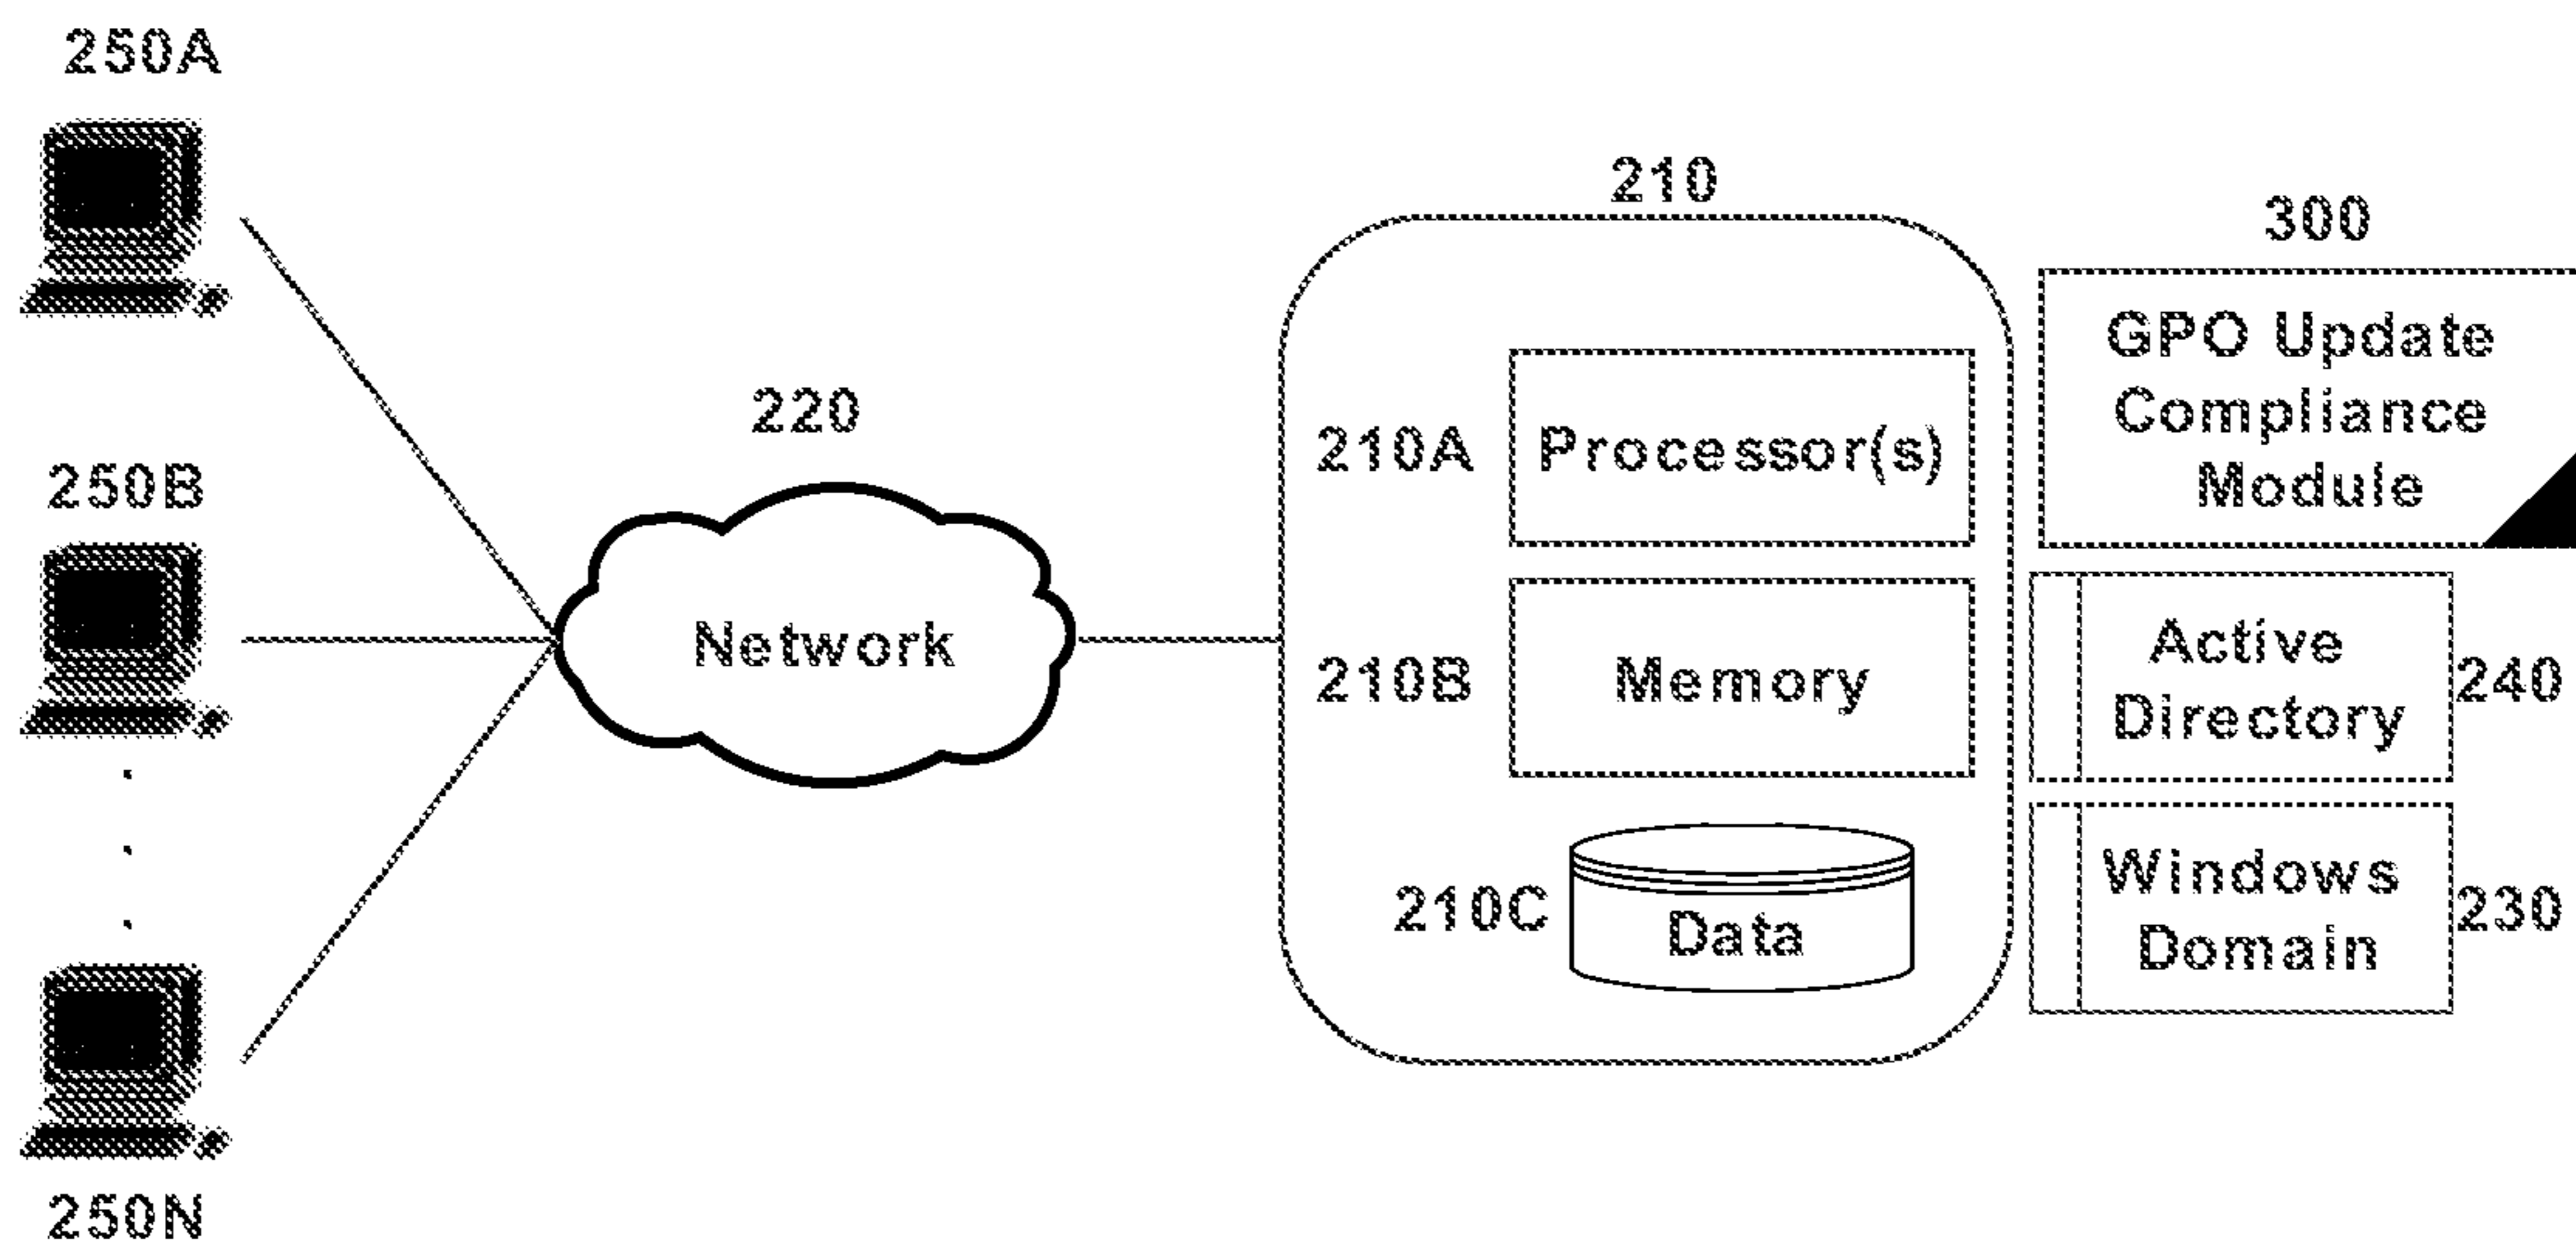 250A
250B
250N
220
Network
210
210A
Processor(s)
210B
Memory
210C
Data
300
GPO Update
Compliance
Module
Active
Directory
240
Windows
Domain
230